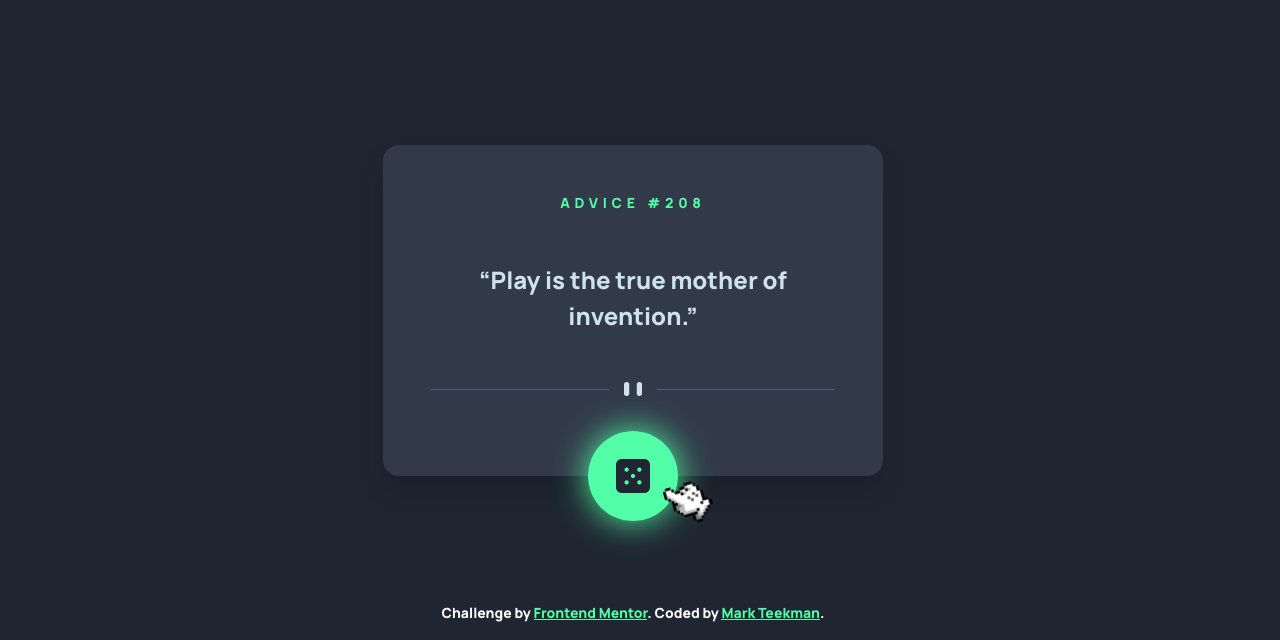 ADVICE #208
“Play is the true mother of
invention.”
Challenge by Frontend Mentor. Coded by Mark Teekman.